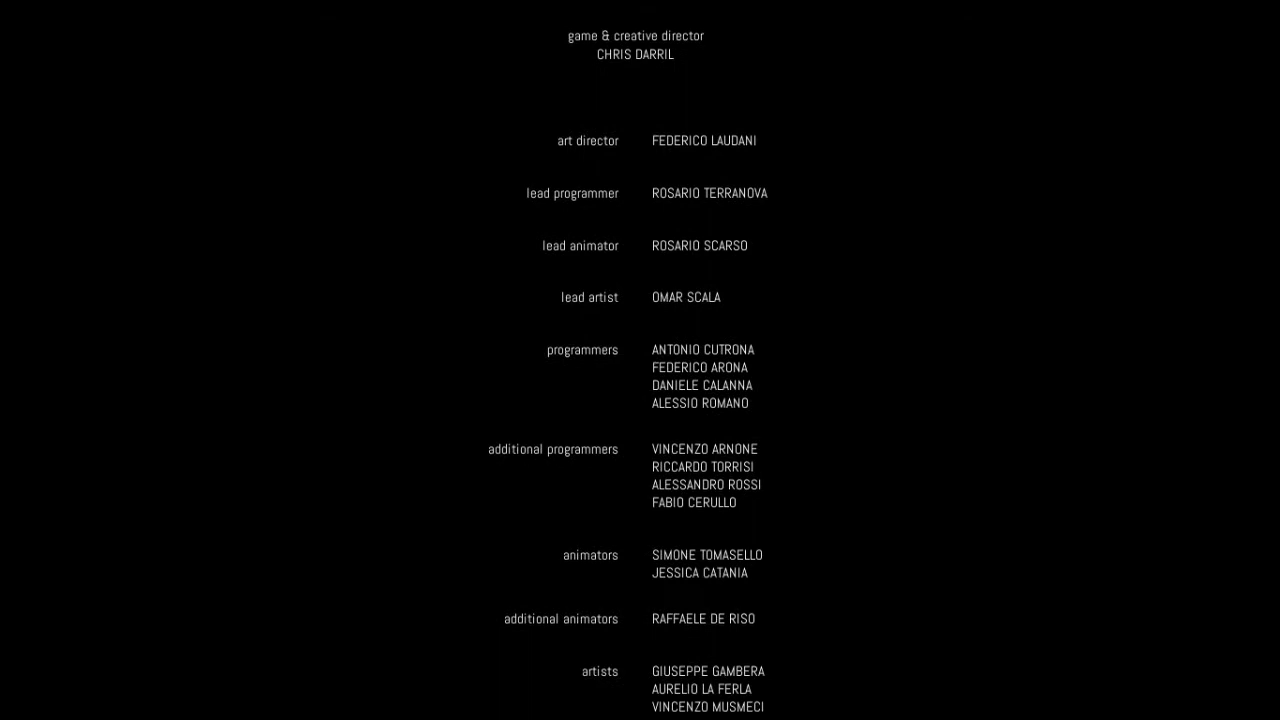 game & creative director
CHRIS DARRIL
art director FEDERICO LAUDANI
lead programmer ROSARIO TERRANOVA
lead animator ROSARIO SCARSO
lead artist OMAR SCALA
programmers ANTONIO CUTRONA
FEDERICO ARONA
DANIELE CALANNA
ALESSIO ROMANO
additional programmers VINCENZO ARNONE
RICCARDO TORRISI
ALESSANDRO ROSSI
FABIO CERULLO
animators SIMONE TOMASELLO
JESSICA CATANIA
additional animators RAFFAELE DE RISO
artists GIUSEPPE GAMBERA
AURELIO LA FERLA
VINCENZO MUSMECI